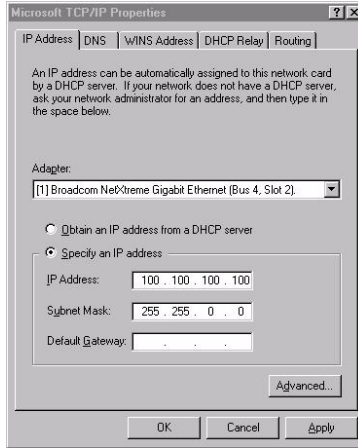 Microsoft TCP/IP Properties
IP Address DNS WINS Address DHCP Relay Routing
An IP address can be automatically assigned to this network card
by a DHCP server. If your network does not have a DHCP server,
ask your network administrator for an address, and then type it in
the space below.
Adapter:
[1] Broadcom NetXtreme Gigabit Ethernet (Bus 4, Slot 2).
Obtain an IP address from a DHCP server
Specify an IP address
IP Address: 100 . 100 . 100 . 100
Subnet Mask: 255 . 255 . 0 . 0
Default Gateway: . . .
Advanced...
OK Cancel Apply